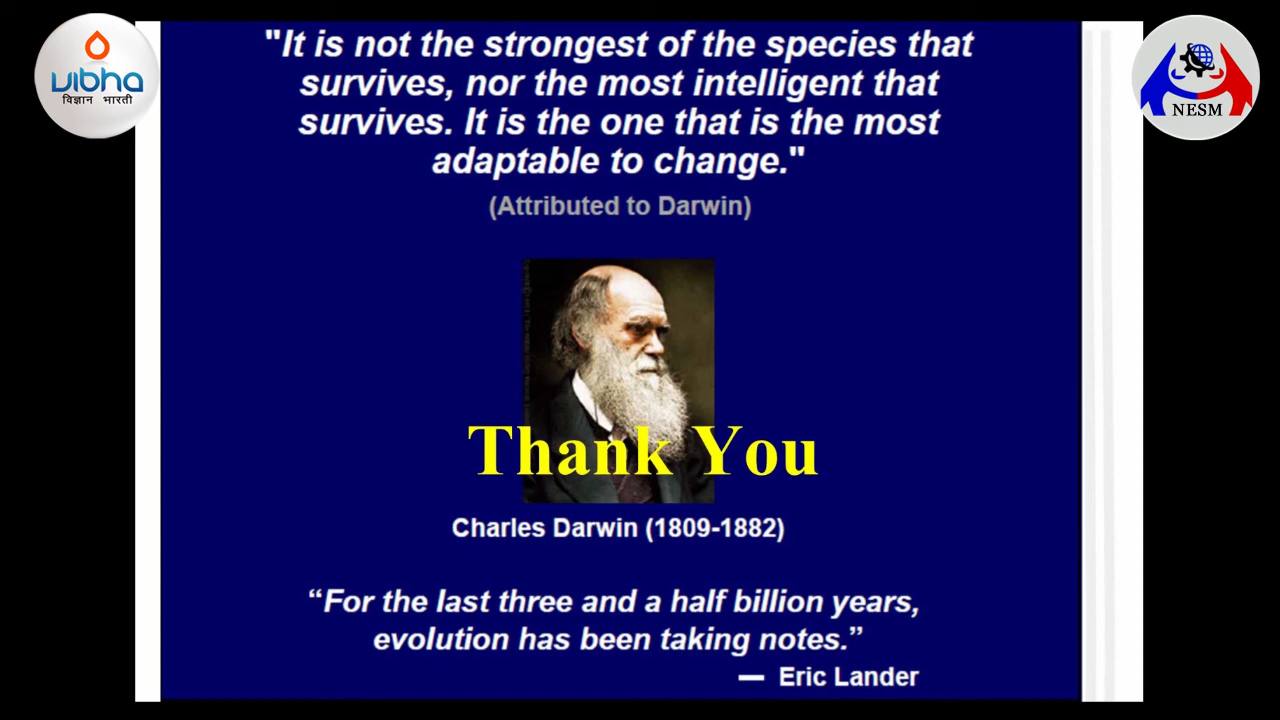 VIBHA
विज्ञान भारती
NESM
"It is not the strongest of the species that
survives, nor the most intelligent that
survives. It is the one that is the most
adaptable to change."
(Attributed to Darwin)
Thank You
Charles Darwin (1809-1882)
“For the last three and a half billion years,
evolution has been taking notes.”
— Eric Lander